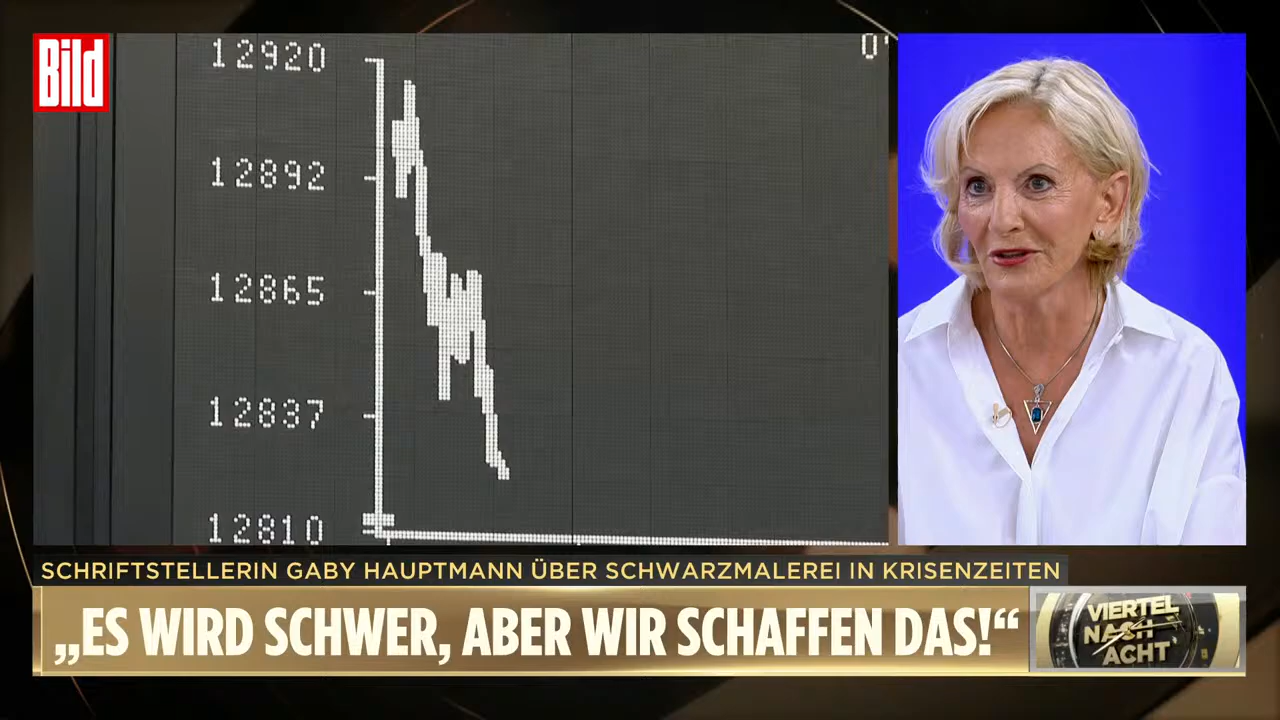 Bild
12920
12892
12865
12837
12810
SCHRIFTSTELLERIN GABY HAUPTMANN ÜBER SCHWARZMALEREI IN KRISENZEITEN
„ES WIRD SCHWER, ABER WIR SCHAFFEN DAS!“
VIERTEL
NACH
ACHT